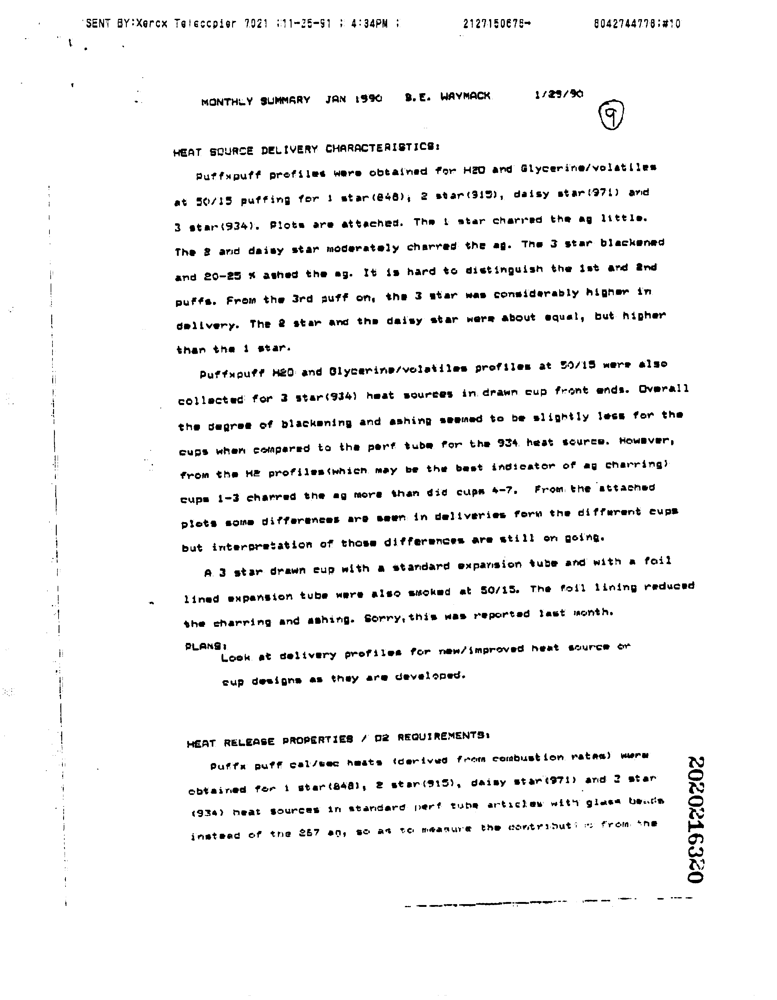 SENT BY:Xerox Telecopier 7021 ;11-25-91 ; 4:34PM ; 2127150675→ 8042744778;#10
MONTHLY SUMMARY JAN 1990 B.E. WAYMACK 1/29/90
9
HEAT SOURCE DELIVERY CHARACTERISTICS:
Puffxpuff profiles were obtained for H2O and Glycerine/volatiles
at 50/15 puffing for 1 star(848), 2 star(915), daisy star(971) and
3 star(934). Plots are attached. The 1 star charred the ag little.
The 2 and daisy star moderately charred the ag. The 3 star blackened
and 20-25 % ashed the ag. It is hard to distinguish the 1st and 2nd
puffs. From the 3rd puff on, the 3 star was considerably higher in
delivery. The 2 star and the daisy star were about equal, but higher
than the 1 star.
Puffxpuff H2O and Glycerine/volatiles profiles at 50/15 were also
collected for 3 star(934) heat sources in drawn cup front ends. Overall
the degree of blackening and ashing seemed to be slightly less for the
cups when compared to the perf tube for the 934 heat source. However,
from the H2 profiles(which may be the best indicator of ag charring)
cups 1-3 charred the ag more than did cups 4-7. From the attached
plots some differences are seen in deliveries form the different cups
but interpretation of those differences are still on going.
A 3 star drawn cup with a standard expansion tube and with a foil
lined expansion tube were also smoked at 50/15. The foil lining reduced
the charring and ashing. Sorry,this was reported last month.
PLANS:
Look at delivery profiles for new/improved heat source or
cup designs as they are developed.
HEAT RELEASE PROPERTIES / O2 REQUIREMENTS:
Puffx puff cal/sec heats (derived from combustion rates) were
obtained for 1 star(848), 2 star(915), daisy star(971) and 3 star
(934) heat sources in standard perf tube articles with glass beads
instead of the 267 ag, so as to measure the contribution from the
2020216320